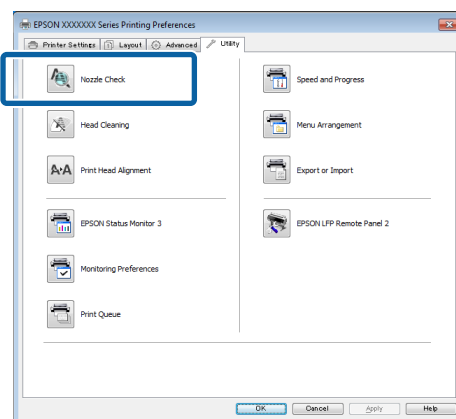 EPSON XXXXXXX Series Printing Preferences
Printer Settings Layout Advanced Utility
Nozzle Check
Speed and Progress
Head Cleaning
Menu Arrangement
Print Head Alignment
Export or Import
EPSON Status Monitor 3
EPSON LFP Remote Panel 2
Monitoring Preferences
Print Queue
OK Cancel Apply Help